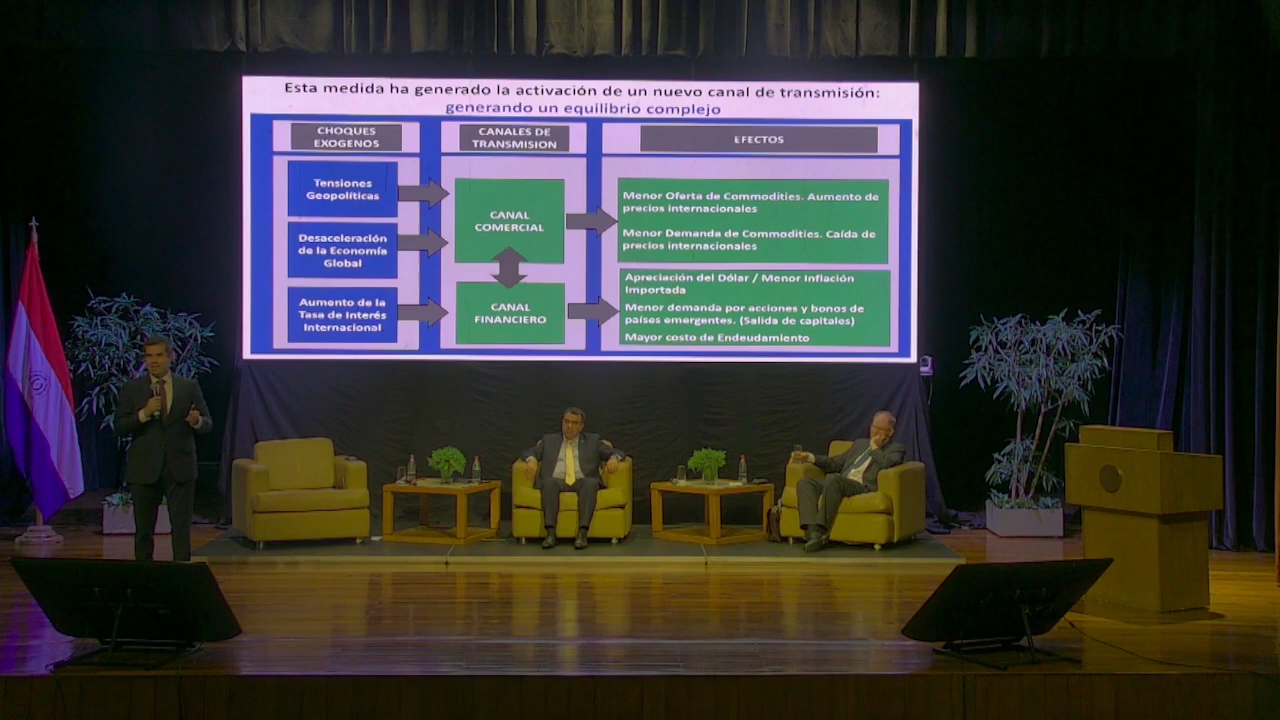 Esta medida ha generado la activación de un nuevo canal de transmisión:
generando un equilibrio complejo
CHOQUES
EXOGENOS
CANALES DE
TRANSMISION
EFECTOS
Tensiones
Geopolíticas
Desaceleración
de la Economía
Global
Aumento de la
Tasa de Interés
Internacional
CANAL
COMERCIAL
CANAL
FINANCIERO
Menor Oferta de Commodities. Aumento de
precios internacionales
Menor Demanda de Commodities. Caída de
precios internacionales
Apreciación del Dólar / Menor Inflación
Importada
Menor demanda por acciones y bonos de
países emergentes. (Salida de capitales)
Mayor costo de Endeudamiento